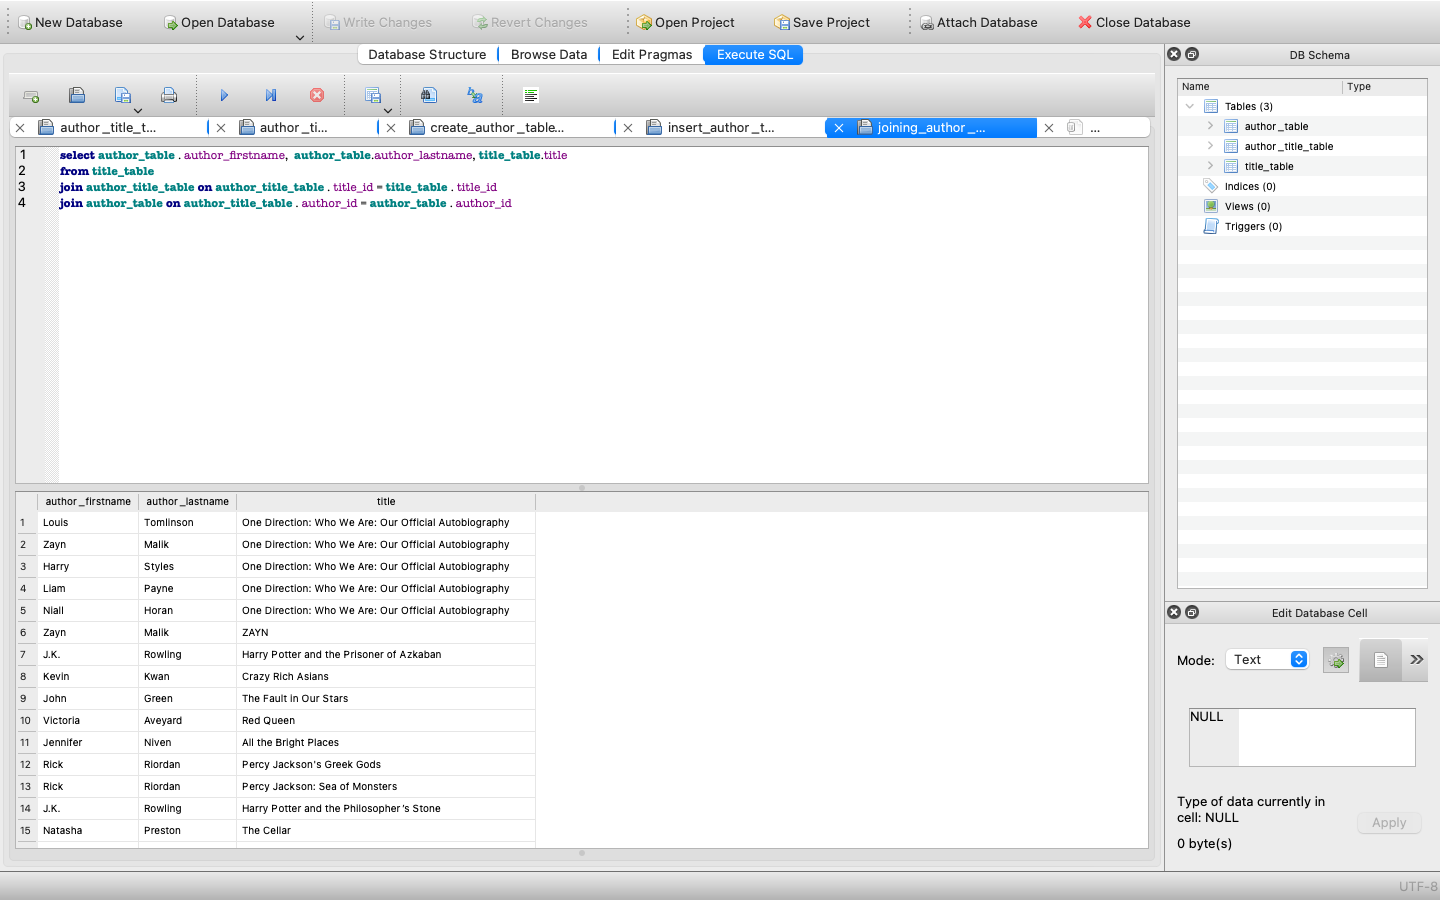 New Database Open Database Write Changes Revert Changes Open Project Save Project Attach Database Close Database
Database Structure Browse Data Edit Pragmas Execute SQL
author_title_t... author_ti... create_author_table... insert_author_t... joining_author_... ...
1 select author_table . author_firstname, author_table.author_lastname, title_table.title
2 from title_table
3 join author_title_table on author_title_table . title_id = title_table . title_id
4 join author_table on author_title_table . author_id = author_table . author_id
author_firstname author_lastname title
1 Louis Tomlinson One Direction: Who We Are: Our Official Autobiography
2 Zayn Malik One Direction: Who We Are: Our Official Autobiography
3 Harry Styles One Direction: Who We Are: Our Official Autobiography
4 Liam Payne One Direction: Who We Are: Our Official Autobiography
5 Niall Horan One Direction: Who We Are: Our Official Autobiography
6 Zayn Malik ZAYN
7 J.K. Rowling Harry Potter and the Prisoner of Azkaban
8 Kevin Kwan Crazy Rich Asians
9 John Green The Fault in Our Stars
10 Victoria Aveyard Red Queen
11 Jennifer Niven All the Bright Places
12 Rick Riordan Percy Jackson's Greek Gods
13 Rick Riordan Percy Jackson: Sea of Monsters
14 J.K. Rowling Harry Potter and the Philosopher's Stone
15 Natasha Preston The Cellar
DB Schema
Name Type
Tables (3)
author_table
author_title_table
title_table
Indices (0)
Views (0)
Triggers (0)
Edit Database Cell
Mode: Text
NULL
Type of data currently in
cell: NULL
Apply
0 byte(s)
UTF-8